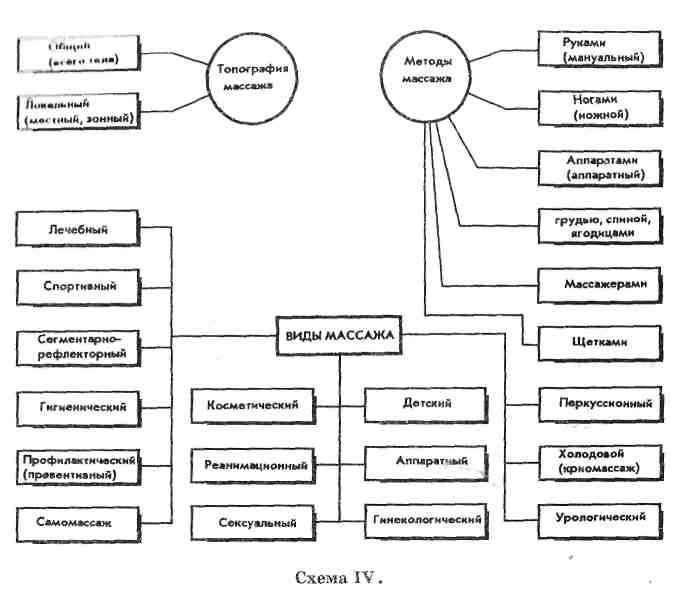 Общий
(всего тела)
Локальный
(местный, зонный)
Топография
массажа
Методы
массажа
Руками
(мануальный)
Ногами
(ножной)
Аппаратами
(аппаратный)
грудью, спиной,
ягодицами
Массажерами
Щетками
ВИДЫ МАССАЖА
Лечебный
Спортивный
Сегментарно-
рефлекторный
Гигиенический
Профилактический
(превентивный)
Самомассаж
Косметический
Реанимационный
Сексуальный
Детский
Аппаратный
Гинекологический
Перкуссионный
Холодовой
(криомассаж)
Урологический
Схема IV.